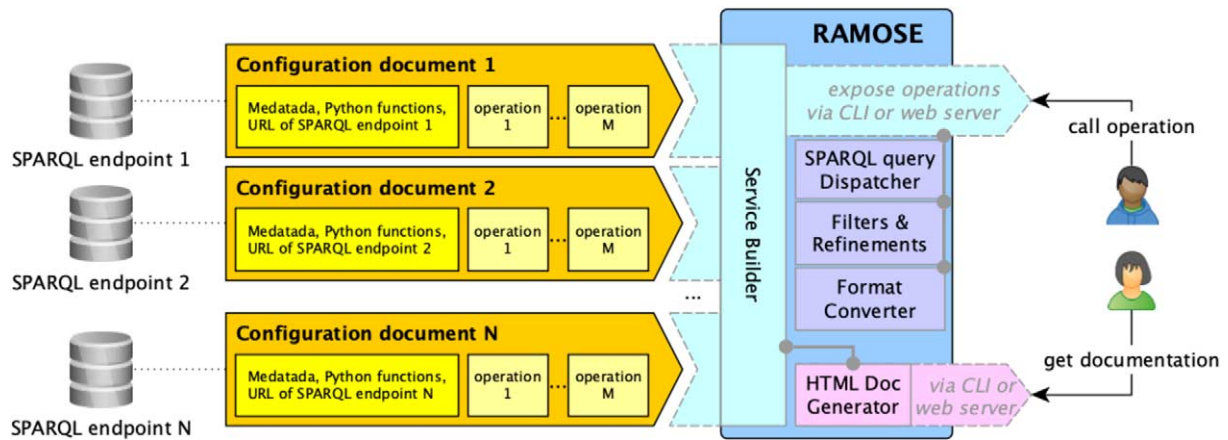 RAMOSE
Configuration document 1
Medatada, Python functions,
URL of SPARQL endpoint 1
operation
1
...
operation
M
SPARQL endpoint 1
expose operations
via CLI or web server
call operation
Configuration document 2
Medatada, Python functions,
URL of SPARQL endpoint 2
operation
1
...
operation
M
SPARQL endpoint 2
...
Service Builder
SPARQL query
Dispatcher
Filters &
Refinements
Format
Converter
Configuration document N
Medatada, Python functions,
URL of SPARQL endpoint N
operation
1
...
operation
M
SPARQL endpoint N
HTML Doc
Generator
via CLI or
web server
get documentation